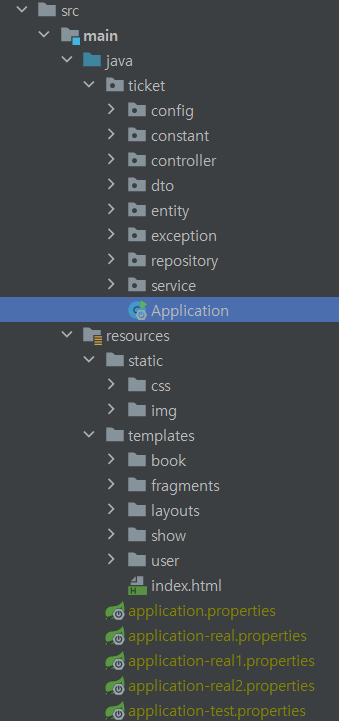 src
main
java
ticket
config
constant
controller
dto
entity
exception
repository
service
Application
resources
static
css
img
templates
book
fragments
layouts
show
user
index.html
application.properties
application-real.properties
application-real1.properties
application-real2.properties
application-test.properties